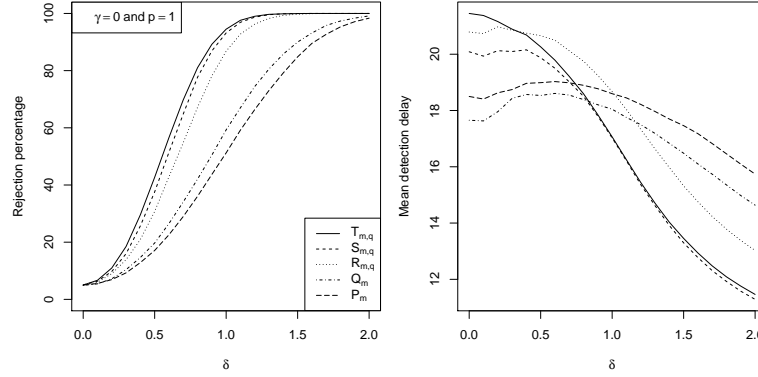 γ = 0 and p = 1
Rejection percentage
100
80
60
40
20
0
T_{m,q}
S_{m,q}
R_{m,q}
Q_m
P_m
0.0 0.5 1.0 1.5 2.0
δ
Mean detection delay
20
18
16
14
12
0.0 0.5 1.0 1.5 2.0
δ